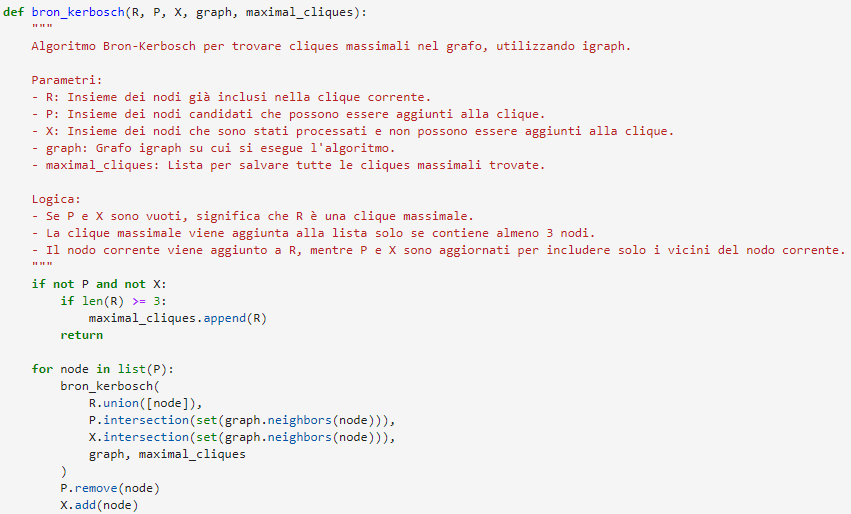 def bron_kerbosch(R, P, X, graph, maximal_cliques):
"""
Algoritmo Bron-Kerbosch per trovare cliques massimali nel grafo, utilizzando igraph.
Parametri:
- R: Insieme dei nodi già inclusi nella clique corrente.
- P: Insieme dei nodi candidati che possono essere aggiunti alla clique.
- X: Insieme dei nodi che sono stati processati e non possono essere aggiunti alla clique.
- graph: Grafo igraph su cui si esegue l'algoritmo.
- maximal_cliques: Lista per salvare tutte le cliques massimali trovate.
Logica:
- Se P e X sono vuoti, significa che R è una clique massimale.
- La clique massimale viene aggiunta alla lista solo se contiene almeno 3 nodi.
- Il nodo corrente viene aggiunto a R, mentre P e X sono aggiornati per includere solo i vicini del nodo corrente.
"""
if not P and not X:
if len(R) >= 3:
maximal_cliques.append(R)
return
for node in list(P):
bron_kerbosch(
R.union([node]),
P.intersection(set(graph.neighbors(node))),
X.intersection(set(graph.neighbors(node))),
graph, maximal_cliques
)
P.remove(node)
X.add(node)